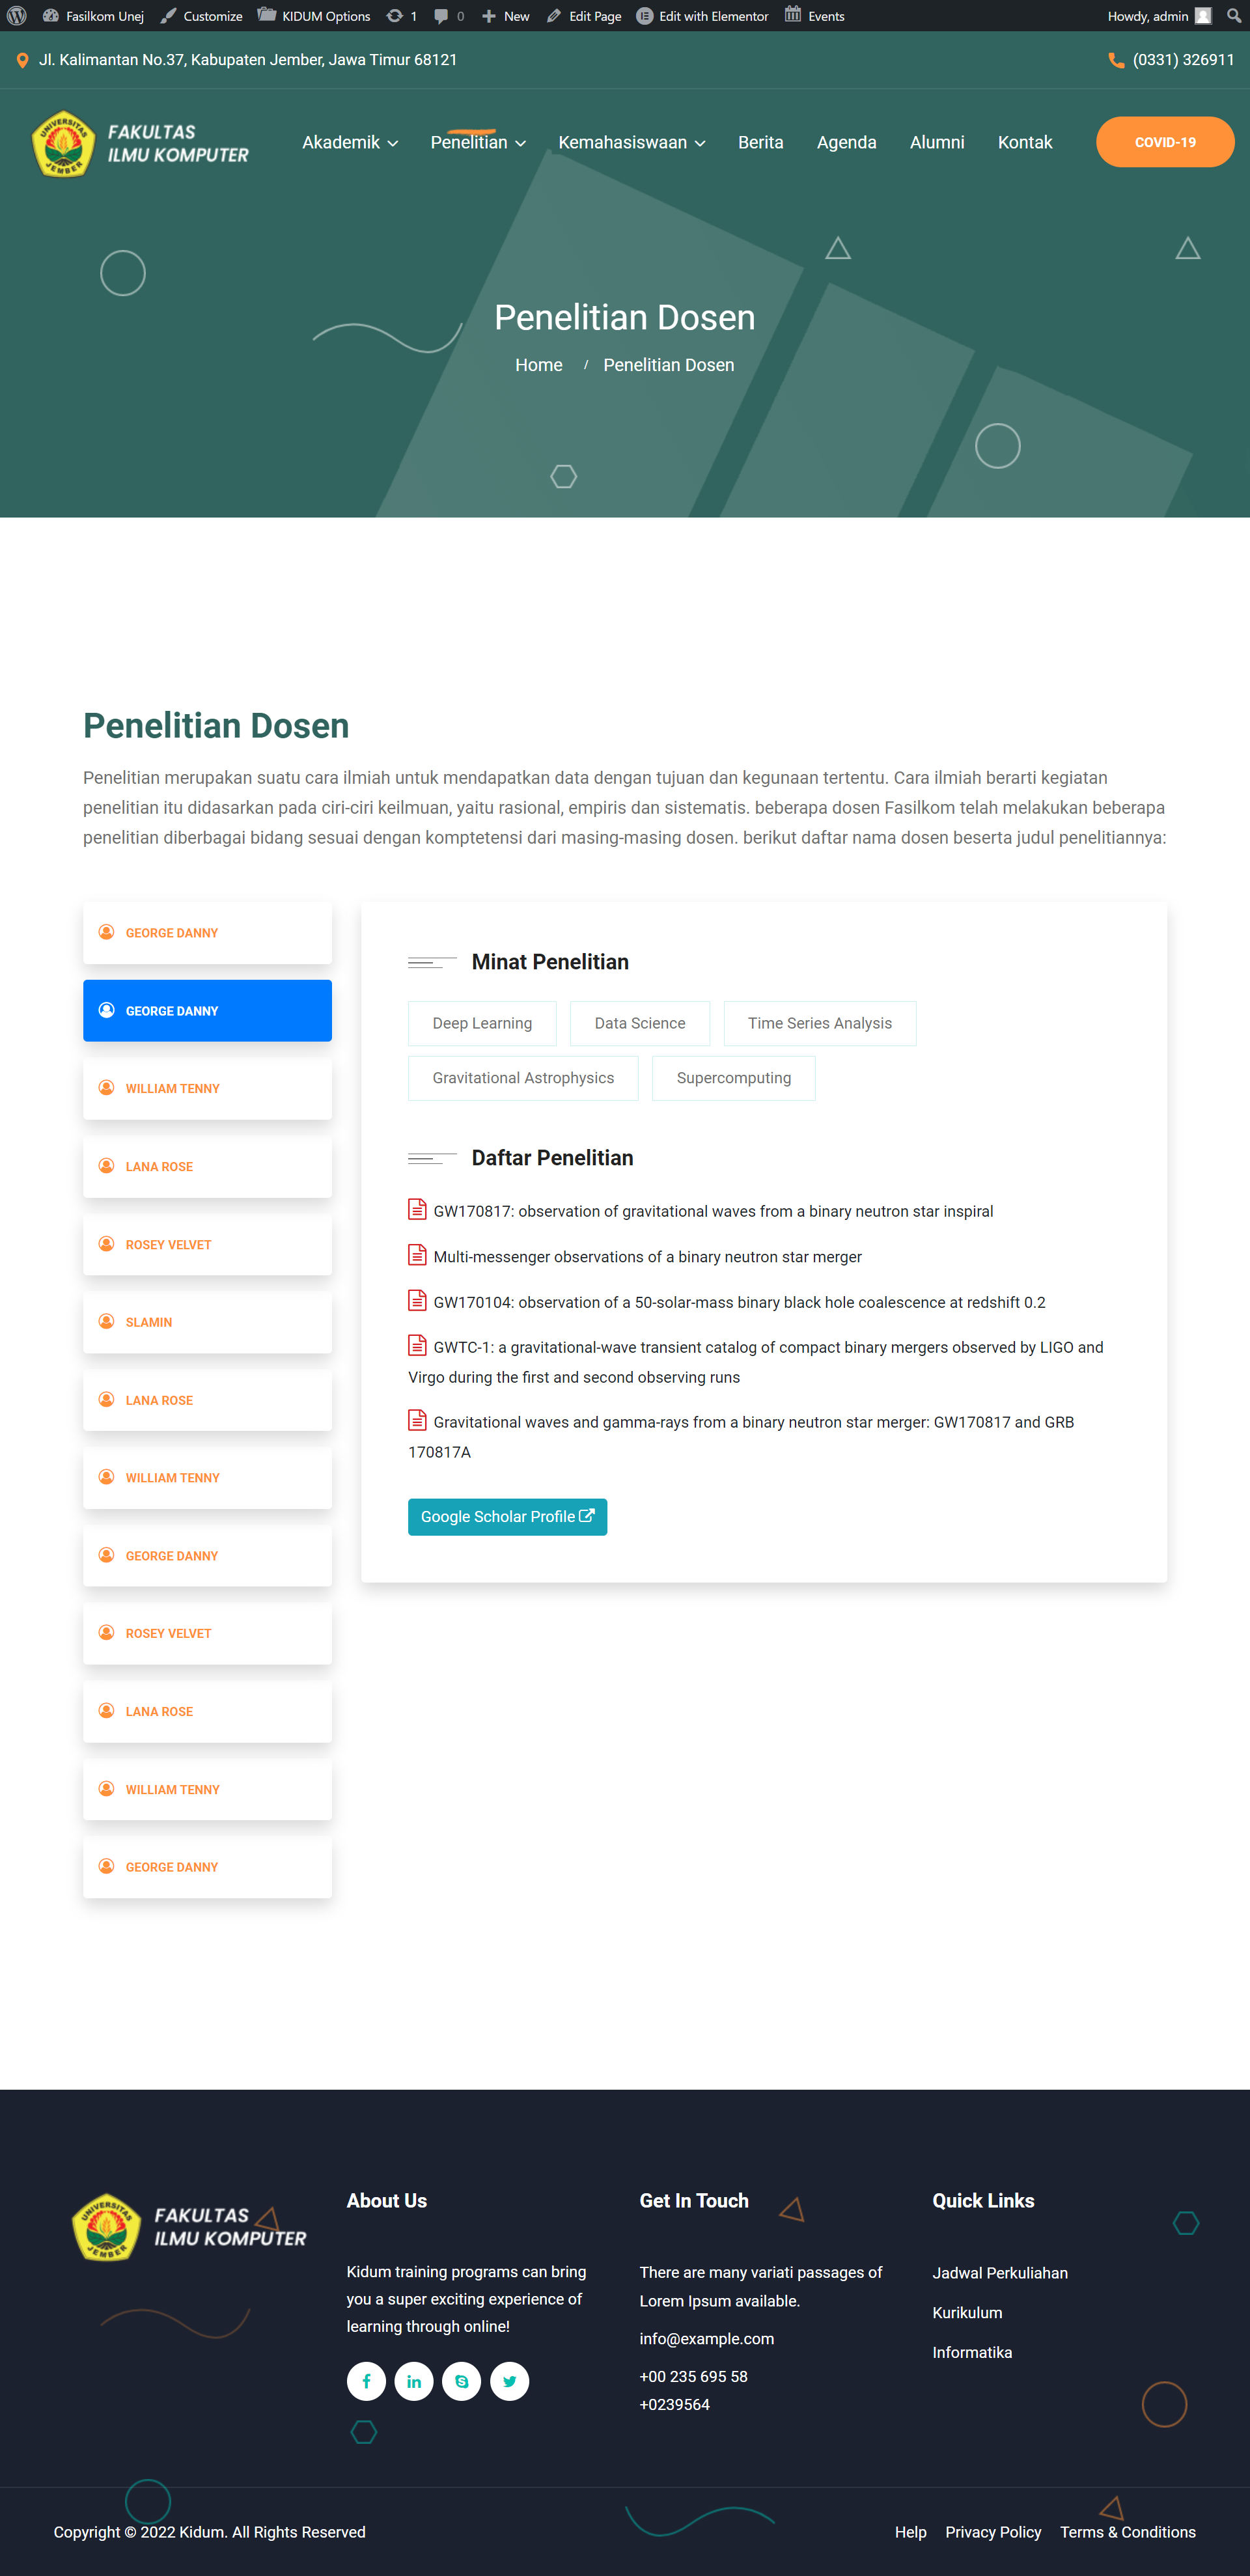 Fasilkom Unej Customize KIDUM Options 1 0 New Edit Page Edit with Elementor Events Howdy, admin
Jl. Kalimantan No.37, Kabupaten Jember, Jawa Timur 68121 (0331) 326911
UNIVERSITAS JEMBER
FAKULTAS
ILMU KOMPUTER
Akademik Penelitian Kemahasiswaan Berita Agenda Alumni Kontak COVID-19
Penelitian Dosen
Home / Penelitian Dosen
Penelitian Dosen
Penelitian merupakan suatu cara ilmiah untuk mendapatkan data dengan tujuan dan kegunaan tertentu. Cara ilmiah berarti kegiatan
penelitian itu didasarkan pada ciri-ciri keilmuan, yaitu rasional, empiris dan sistematis. beberapa dosen Fasilkom telah melakukan beberapa
penelitian diberbagai bidang sesuai dengan komptetensi dari masing-masing dosen. berikut daftar nama dosen beserta judul penelitiannya:
GEORGE DANNY
GEORGE DANNY
WILLIAM TENNY
LANA ROSE
ROSEY VELVET
SLAMIN
LANA ROSE
WILLIAM TENNY
GEORGE DANNY
ROSEY VELVET
LANA ROSE
WILLIAM TENNY
GEORGE DANNY
Minat Penelitian
Deep Learning Data Science Time Series Analysis
Gravitational Astrophysics Supercomputing
Daftar Penelitian
GW170817: observation of gravitational waves from a binary neutron star inspiral
Multi-messenger observations of a binary neutron star merger
GW170104: observation of a 50-solar-mass binary black hole coalescence at redshift 0.2
GWTC-1: a gravitational-wave transient catalog of compact binary mergers observed by LIGO and
Virgo during the first and second observing runs
Gravitational waves and gamma-rays from a binary neutron star merger: GW170817 and GRB
170817A
Google Scholar Profile
UNIVERSITAS JEMBER
FAKULTAS
ILMU KOMPUTER
About Us
Kidum training programs can bring
you a super exciting experience of
learning through online!
Get In Touch
There are many variati passages of
Lorem Ipsum available.
info@example.com
+00 235 695 58
+0239564
Quick Links
Jadwal Perkuliahan
Kurikulum
Informatika
Copyright © 2022 Kidum. All Rights Reserved
Help Privacy Policy Terms & Conditions